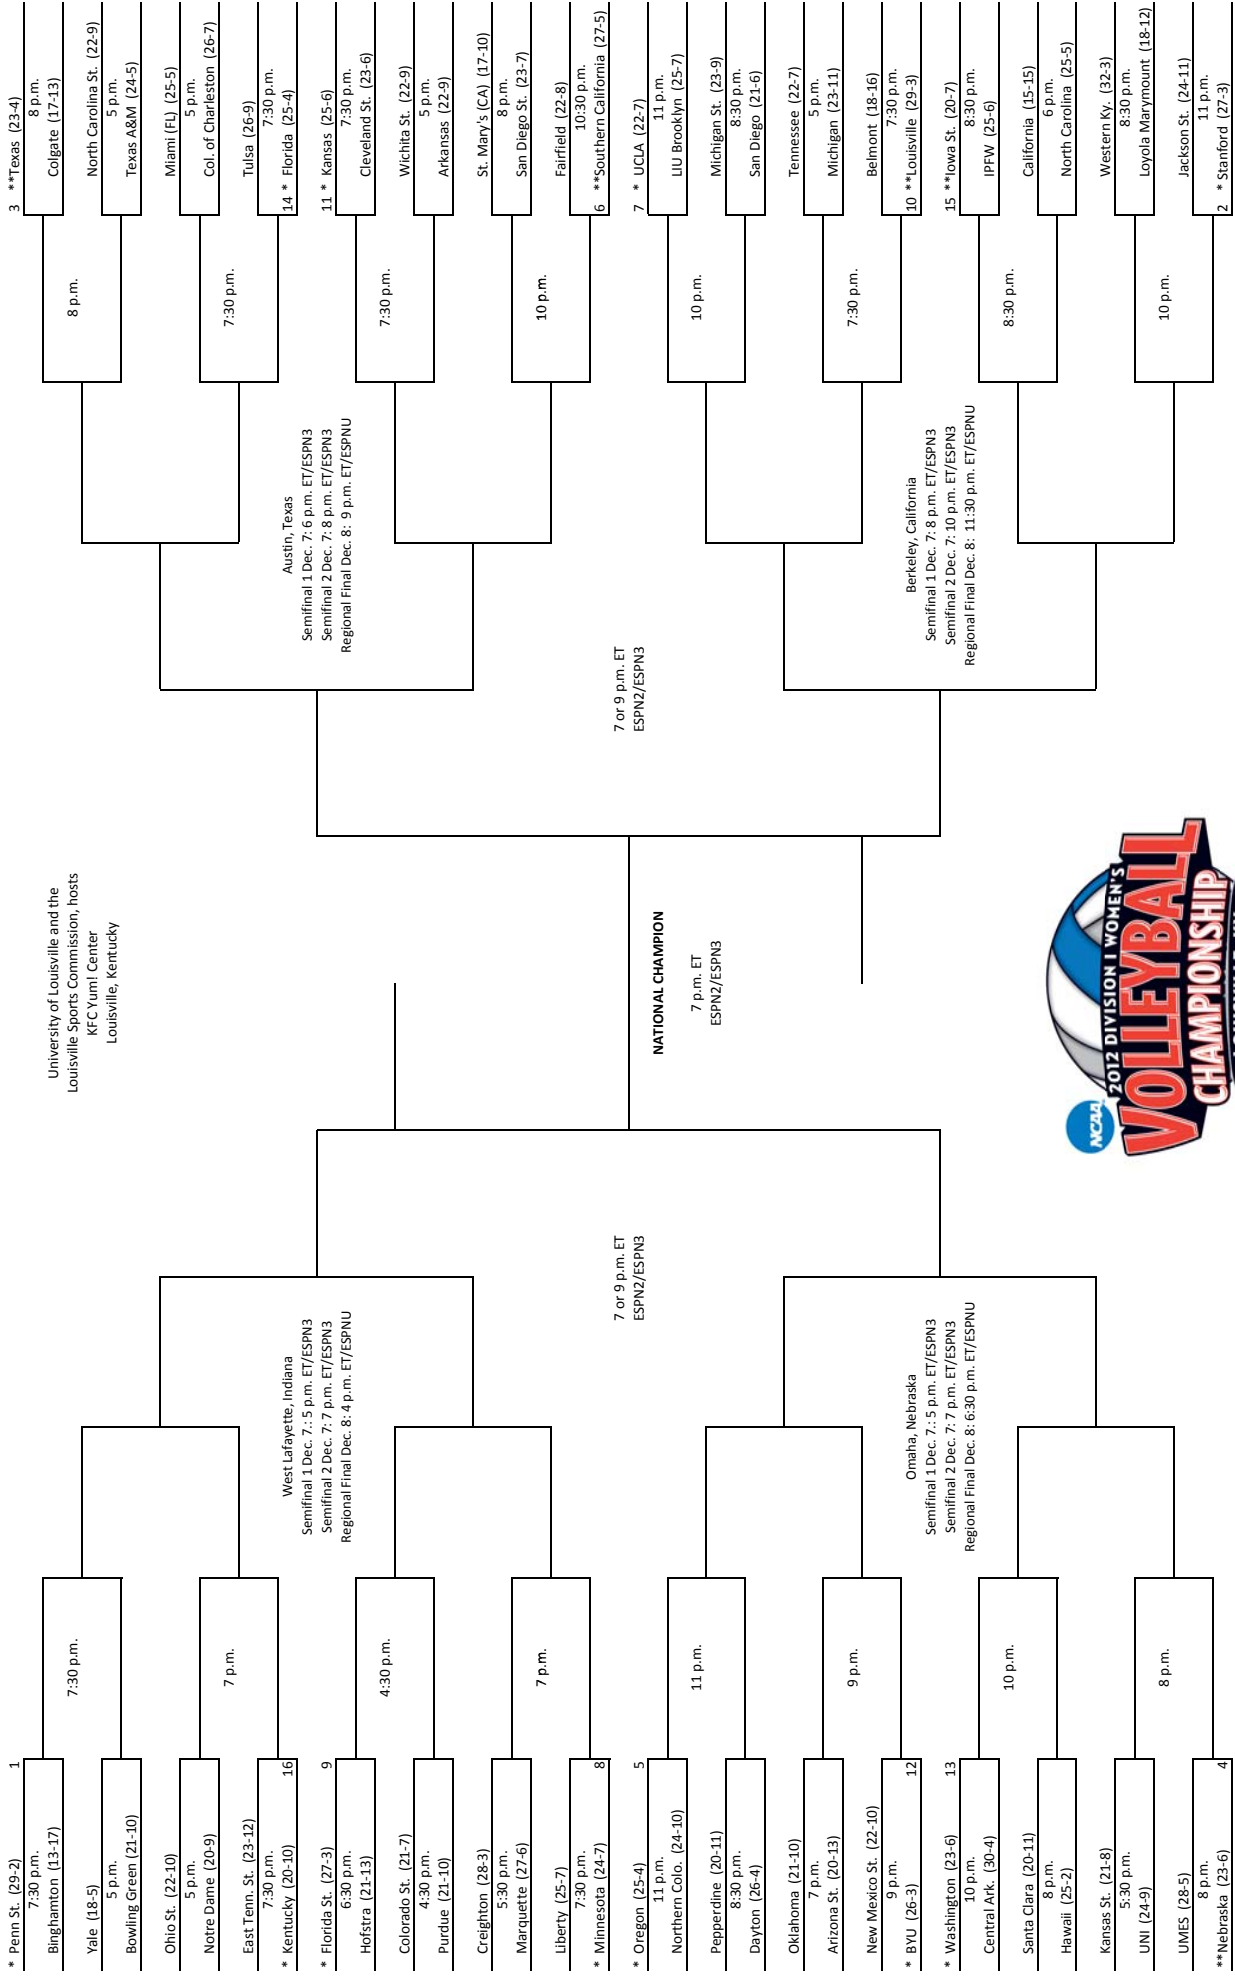 * Penn St. (29-2) 1
7:30 p.m.
Binghamton (13-17)
7:30 p.m.
Yale (18-5)
5 p.m.
Bowling Green (21-10)
Ohio St. (22-10)
5 p.m.
Notre Dame (20-9)
7 p.m.
East Tenn. St. (23-12)
7:30 p.m.
* Kentucky (20-10) 16
West Lafayette, Indiana
Semifinal 1 Dec. 7.: 5 p.m. ET/ESPN3
Semifinal 2 Dec. 7: 7 p.m. ET/ESPN3
Regional Final Dec. 8: 4 p.m. ET/ESPNU
* Florida St. (27-3) 9
6:30 p.m.
Hofstra (21-13)
4:30 p.m.
Colorado St. (21-7)
4:30 p.m.
Purdue (21-10)
Creighton (28-3)
5:30 p.m.
Marquette (27-6)
7 p.m.
Liberty (25-7)
7:30 p.m.
* Minnesota (24-7) 8
7 or 9 p.m. ET
ESPN2/ESPN3
* Oregon (25-4) 5
11 p.m.
Northern Colo. (24-10)
11 p.m.
Pepperdine (20-11)
8:30 p.m.
Dayton (26-4)
Oklahoma (21-10)
7 p.m.
Arizona St. (20-13)
9 p.m.
New Mexico St. (22-10)
9 p.m.
* BYU (26-3) 12
Omaha, Nebraska
Semifinal 1 Dec. 7.: 5 p.m. ET/ESPN3
Semifinal 2 Dec. 7: 7 p.m. ET/ESPN3
Regional Final Dec. 8: 6:30 p.m. ET/ESPNU
* Washington (23-6) 13
10 p.m.
Central Ark. (30-4)
10 p.m.
Santa Clara (20-11)
8 p.m.
Hawaii (25-2)
Kansas St. (21-8)
5:30 p.m.
UNI (24-9)
8 p.m.
UMES (28-5)
8 p.m.
**Nebraska (23-6) 4
University of Louisville and the
Louisville Sports Commission, hosts
KFC Yum! Center
Louisville, Kentucky
NATIONAL CHAMPION
7 p.m. ET
ESPN2/ESPN3
NCAA
2012 DIVISION I WOMEN'S
VOLLEYBALL
CHAMPIONSHIP
3 **Texas (23-4)
8 p.m.
Colgate (17-13)
8 p.m.
North Carolina St. (22-9)
5 p.m.
Texas A&M (24-5)
Miami (FL) (25-5)
5 p.m.
Col. of Charleston (26-7)
7:30 p.m.
Tulsa (26-9)
7:30 p.m.
14 * Florida (25-4)
Austin, Texas
Semifinal 1 Dec. 7: 6 p.m. ET/ESPN3
Semifinal 2 Dec. 7: 8 p.m. ET/ESPN3
Regional Final Dec. 8: 9 p.m. ET/ESPNU
11 * Kansas (25-6)
7:30 p.m.
Cleveland St. (23-6)
7:30 p.m.
Wichita St. (22-9)
5 p.m.
Arkansas (22-9)
St. Mary's (CA) (17-10)
8 p.m.
San Diego St. (23-7)
10 p.m.
Fairfield (22-8)
10:30 p.m.
6 **Southern California (27-5)
7 or 9 p.m. ET
ESPN2/ESPN3
7 * UCLA (22-7)
11 p.m.
LIU Brooklyn (25-7)
10 p.m.
Michigan St. (23-9)
8:30 p.m.
San Diego (21-6)
Tennessee (22-7)
5 p.m.
Michigan (23-11)
7:30 p.m.
Belmont (18-16)
7:30 p.m.
10 **Louisville (29-3)
Berkeley, California
Semifinal 1 Dec. 7: 8 p.m. ET/ESPN3
Semifinal 2 Dec. 7: 10 p.m. ET/ESPN3
Regional Final Dec. 8: 11:30 p.m. ET/ESPNU
15 **Iowa St. (20-7)
8:30 p.m.
IPFW (25-6)
8:30 p.m.
California (15-15)
6 p.m.
North Carolina (25-5)
Western Ky. (32-3)
8:30 p.m.
Loyola Marymount (18-12)
10 p.m.
Jackson St. (24-11)
11 p.m.
2 * Stanford (27-3)